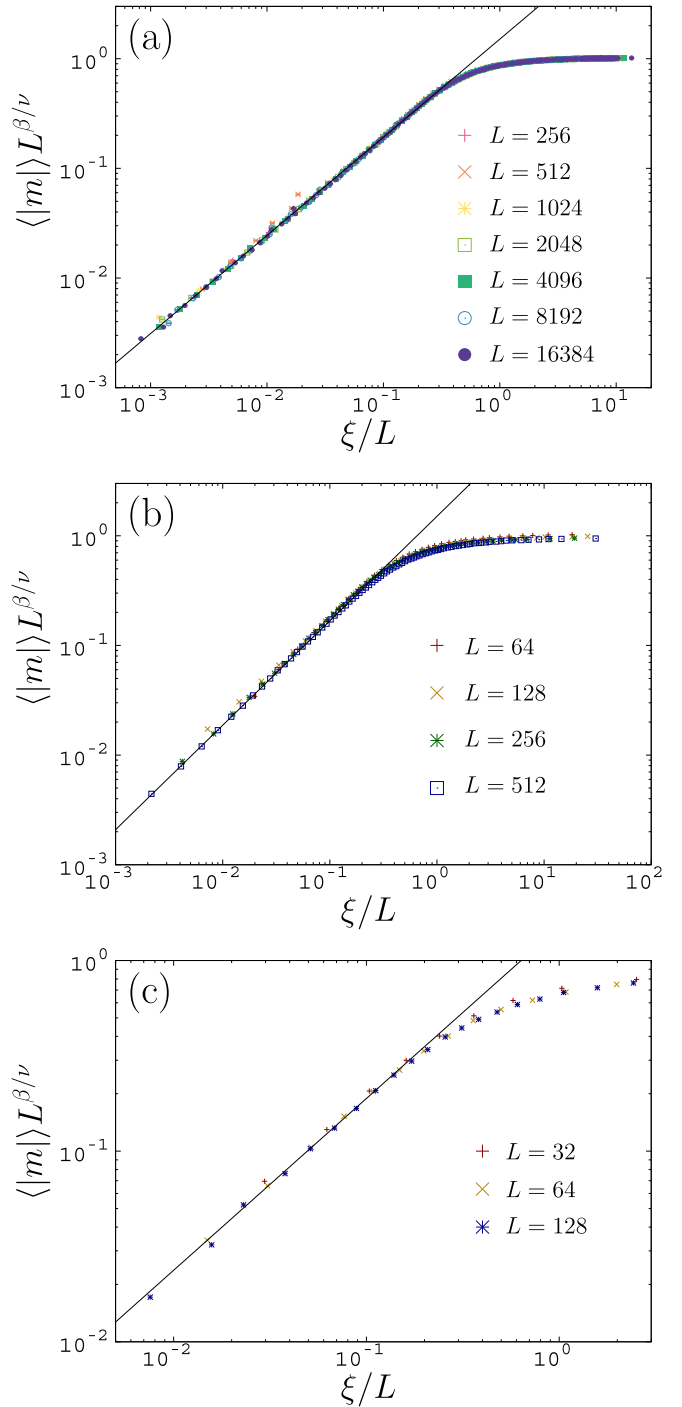 (a)
10^0
10^{-1}
10^{-2}
10^{-3}
⟨|m|⟩L^{β/ν}
L = 256
L = 512
L = 1024
L = 2048
L = 4096
L = 8192
L = 16384
10^{-3} 10^{-2} 10^{-1} 10^0 10^1
ξ/L
(b)
10^0
10^{-1}
10^{-2}
10^{-3}
⟨|m|⟩L^{β/ν}
L = 64
L = 128
L = 256
L = 512
10^{-3} 10^{-2} 10^{-1} 10^0 10^1 10^2
ξ/L
(c)
10^0
10^{-1}
10^{-2}
⟨|m|⟩L^{β/ν}
L = 32
L = 64
L = 128
10^{-2} 10^{-1} 10^0
ξ/L